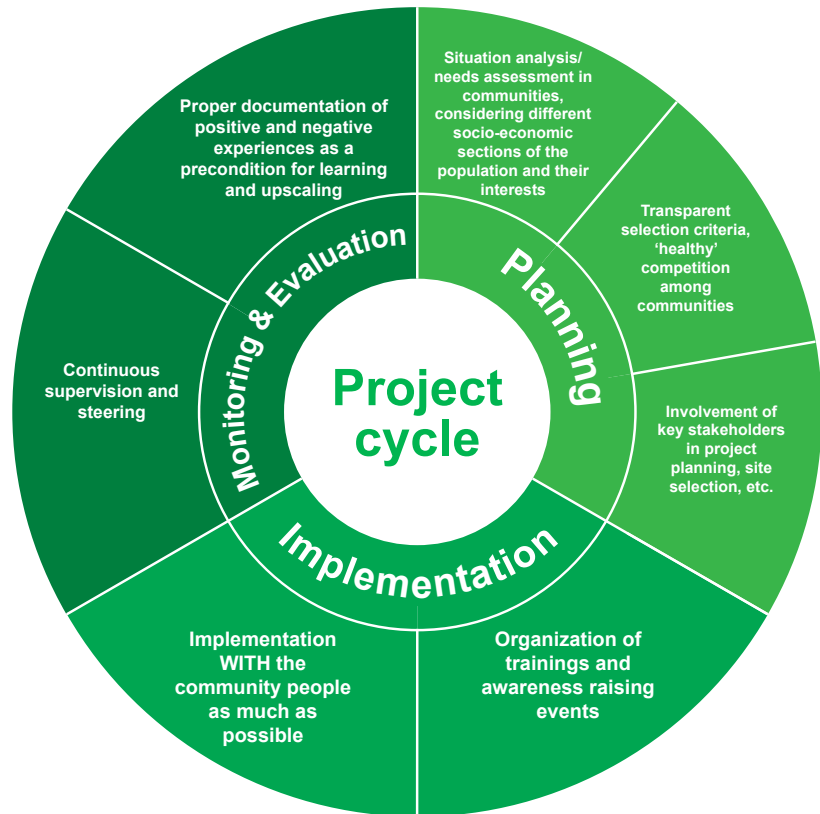 Project
cycle
Planning
Situation analysis/
needs assessment in
communities,
considering different
socio-economic
sections of the
population and their
interests
Transparent
selection criteria,
‘healthy’
competition
among
communities
Involvement of
key stakeholders
in project
planning, site
selection, etc.
Implementation
Organization of
trainings and
awareness raising
events
Implementation
WITH the
community people
as much as
possible
Monitoring & Evaluation
Continuous
supervision and
steering
Proper documentation of
positive and negative
experiences as a
precondition for learning
and upscaling